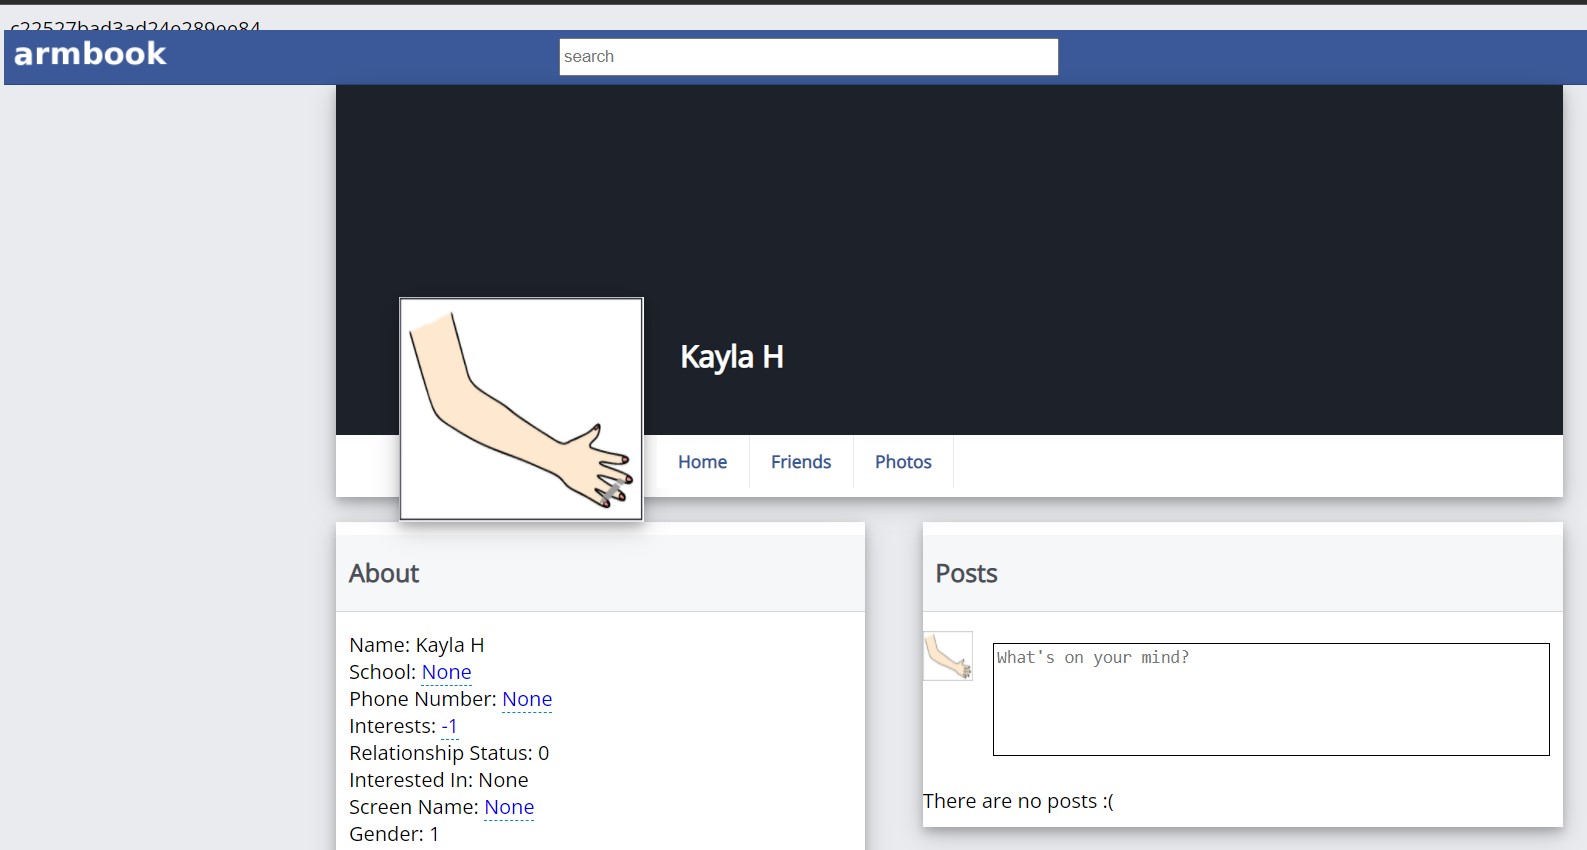 armbook
search
Kayla H
Home
Friends
Photos
About
Name: Kayla H
School: None
Phone Number: None
Interests: -1
Relationship Status: 0
Interested In: None
Screen Name: None
Gender: 1
Posts
What's on your mind?
There are no posts :(